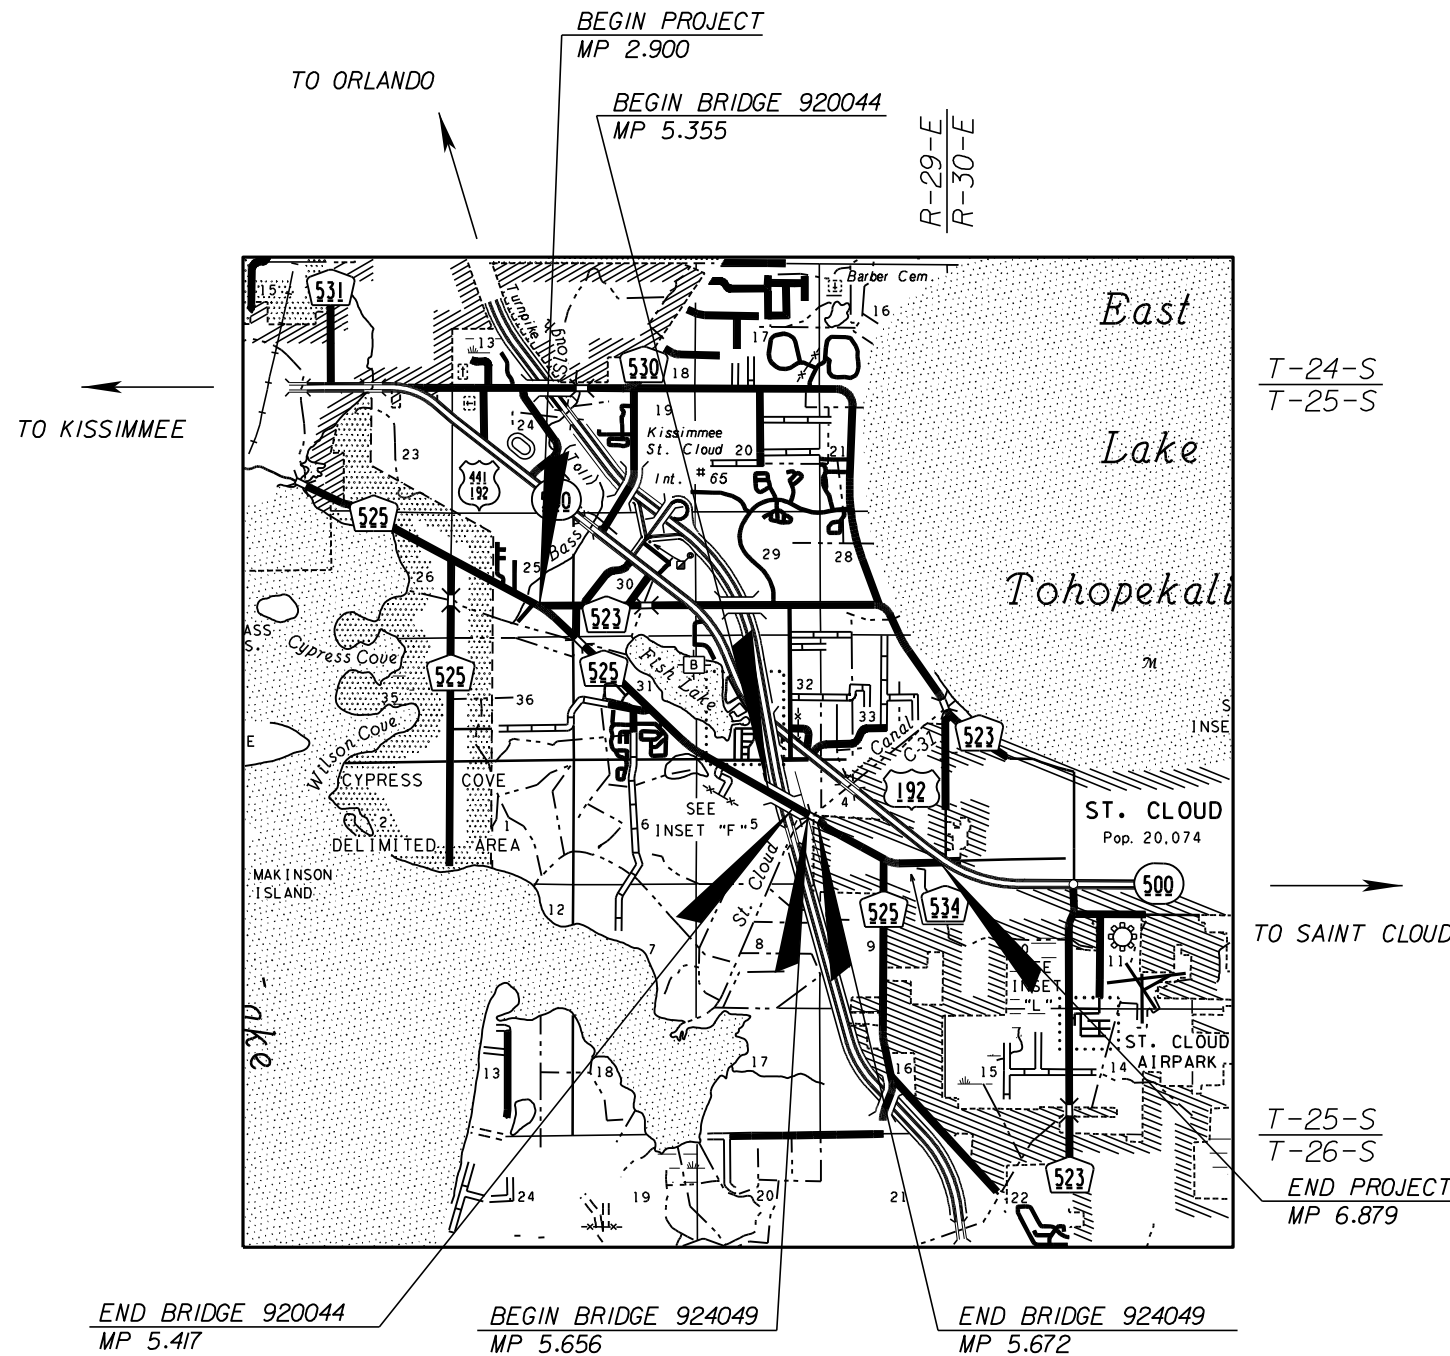 BEGIN PROJECT
MP 2.900
TO ORLANDO
BEGIN BRIDGE 920044
MP 5.355
R-29-E
R-30-E
Barber Cem.
15
531
East
16
Turnpike
Slough
13
17
530
18
T-24-S
T-25-S
TO KISSIMMEE
19
24
Kissimmee
St. Cloud
20
21
Lake
23
(Toll)
Int. # 65
441
192
525
Bass
29
28
25
26
30
Tohopekali
523
ASS
S.
Cypress Cove
Fish Lake
B
525
525
31
32
M
35
36
33
S
INSE
E
Wilson Cove
Canal
C-37
523
CYPRESS COVE
192
4
SEE
INSET "F"
5
6
ST. CLOUD
Pop. 20,074
2
1
DELIMITED AREA
MAKINSON
ISLAND
500
St. Cloud
12
525
534
TO SAINT CLOUD
7
8
9
11
INSET
"L"
ake
ST. CLOUD
AIRPARK
17
13
18
16
15
14
T-25-S
T-26-S
523
END PROJECT
MP 6.879
24
19
20
21
22
END BRIDGE 920044
MP 5.417
BEGIN BRIDGE 924049
MP 5.656
END BRIDGE 924049
MP 5.672